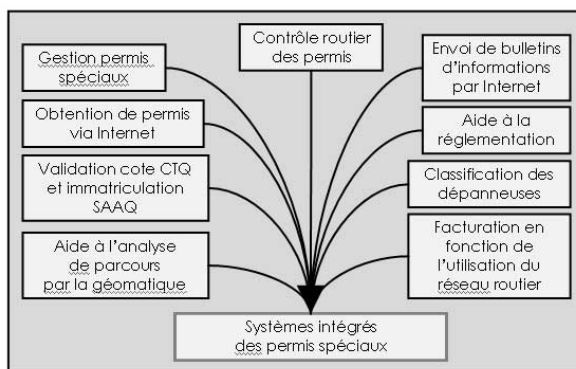 Gestion permis
spéciaux
Obtention de permis
via Internet
Validation cote CTQ
et immatriculation
SAAQ
Aide à l'analyse
de parcours
par la géomatique
Contrôle routier
des permis
Envoi de bulletins
d'informations
par Internet
Aide à la
réglementation
Classification des
dépanneuses
Facturation en
fonction de
l'utilisation du
réseau routier
Systèmes intégrés
des permis spéciaux